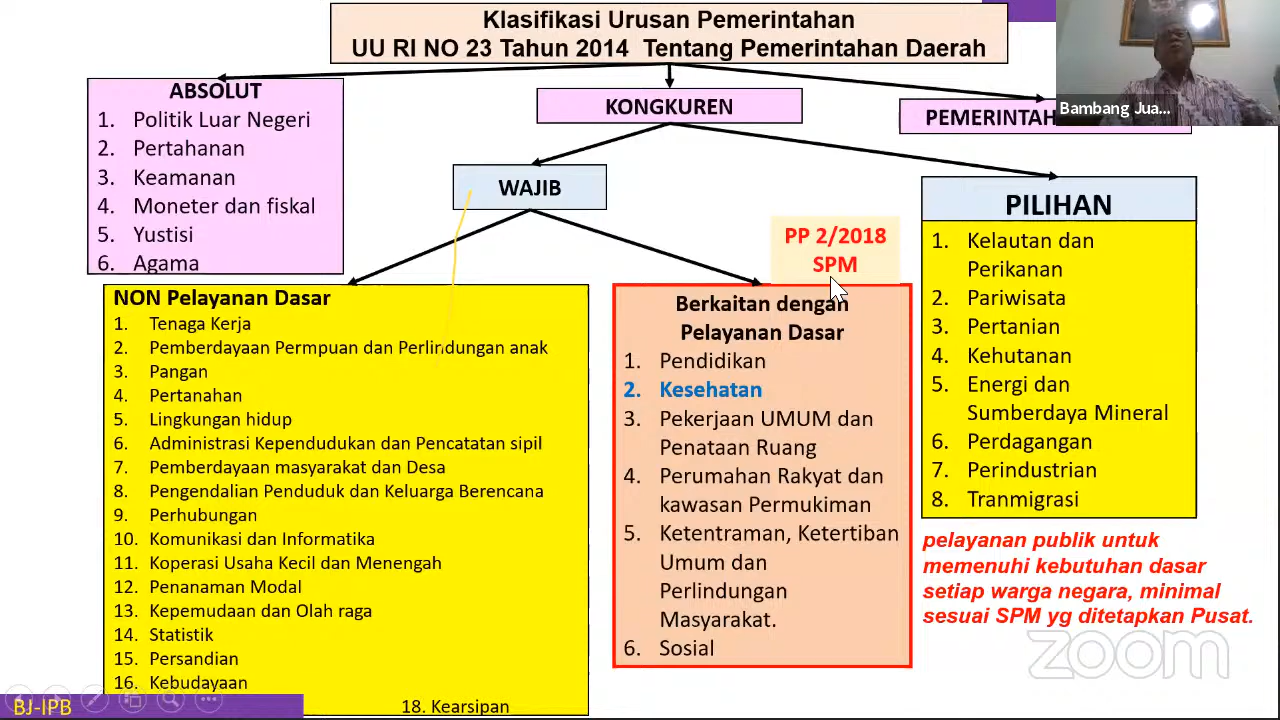 Klasifikasi Urusan Pemerintahan
UU RI NO 23 Tahun 2014 Tentang Pemerintahan Daerah
Bambang Jua...
ABSOLUT
1. Politik Luar Negeri
2. Pertahanan
3. Keamanan
4. Moneter dan fiskal
5. Yustisi
6. Agama
KONGKUREN
PEMERINTAH
WAJIB
PILIHAN
1. Kelautan dan
Perikanan
2. Pariwisata
3. Pertanian
4. Kehutanan
5. Energi dan
Sumberdaya Mineral
6. Perdagangan
7. Perindustrian
8. Tranmigrasi
PP 2/2018
SPM
NON Pelayanan Dasar
1. Tenaga Kerja
2. Pemberdayaan Permpuan dan Perlindungan anak
3. Pangan
4. Pertanahan
5. Lingkungan hidup
6. Administrasi Kependudukan dan Pencatatan sipil
7. Pemberdayaan masyarakat dan Desa
8. Pengendalian Penduduk dan Keluarga Berencana
9. Perhubungan
10. Komunikasi dan Informatika
11. Koperasi Usaha Kecil dan Menengah
12. Penanaman Modal
13. Kepemudaan dan Olah raga
14. Statistik
15. Persandian
16. Kebudayaan
18. Kearsipan
Berkaitan dengan
Pelayanan Dasar
1. Pendidikan
2. Kesehatan
3. Pekerjaan UMUM dan
Penataan Ruang
4. Perumahan Rakyat dan
kawasan Permukiman
5. Ketentraman, Ketertiban
Umum dan
Perlindungan
Masyarakat.
6. Sosial
pelayanan publik untuk
memenuhi kebutuhan dasar
setiap warga negara, minimal
sesuai SPM yg ditetapkan Pusat.
zoom
BJ-IPB